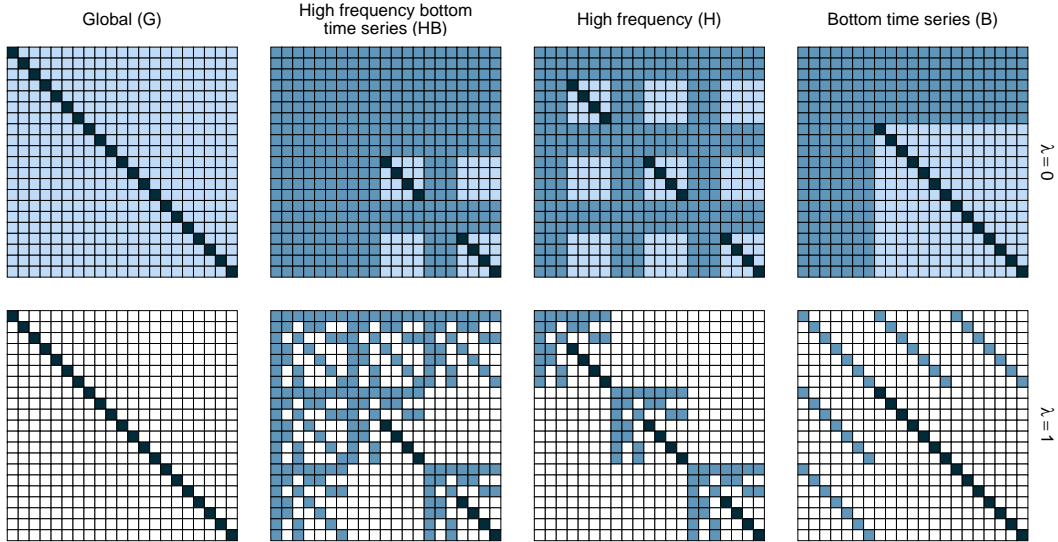 Global (G)
High frequency bottom
time series (HB)
High frequency (H)
Bottom time series (B)
λ = 0
λ = 1